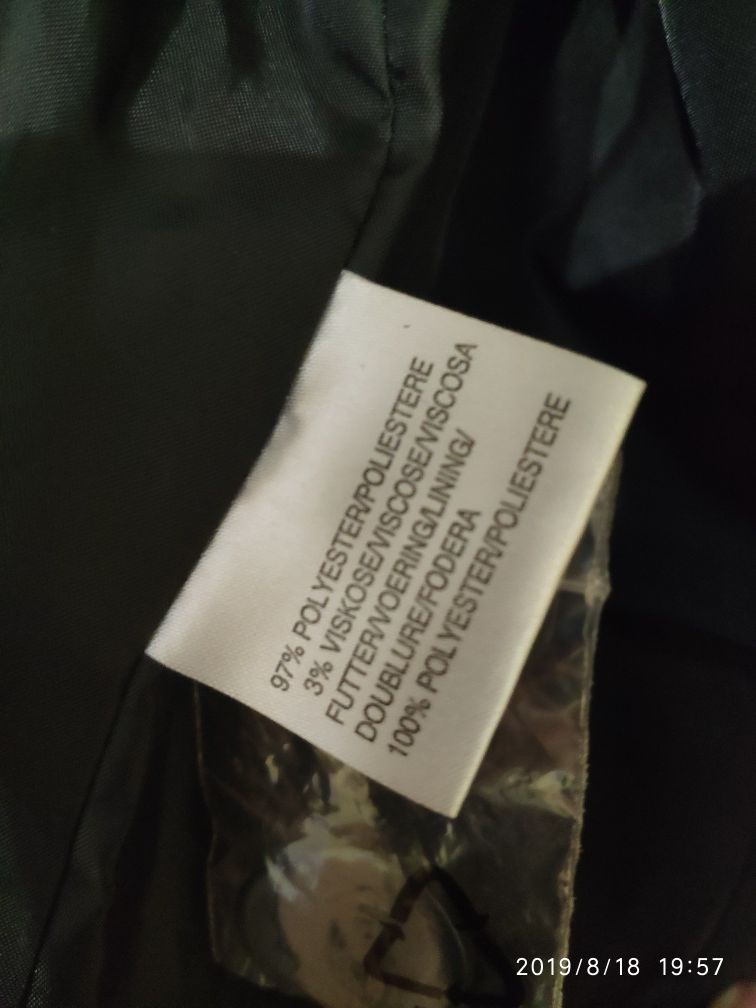 97% POLYESTER/POLIESTERE
3% VISKOSE/VISCOSE/VISCOSA
FUTTER/VOERING/LINING/
DOUBLURE/FODERA
100% POLYESTER/POLIESTERE
2019/8/18 19:57